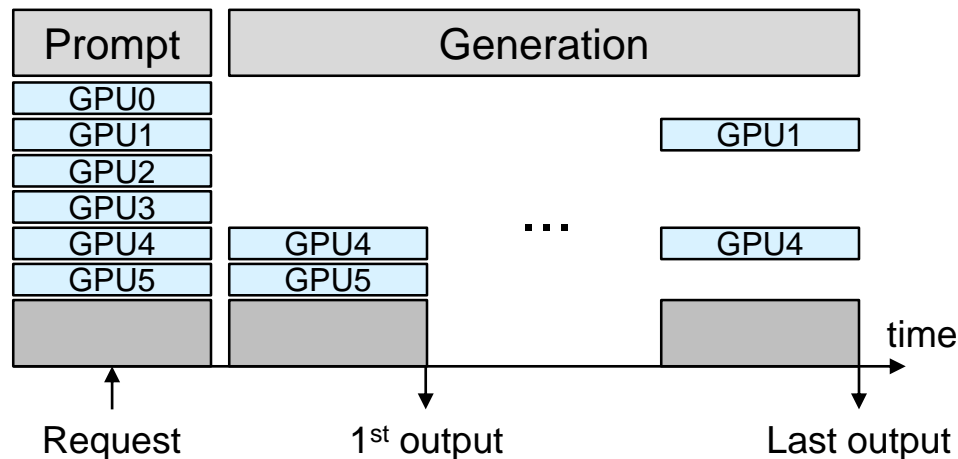 Prompt
Generation
GPU0
GPU1
GPU1
GPU2
GPU3
GPU4
GPU4
...
GPU4
GPU5
GPU5
time
Request
1st output
Last output